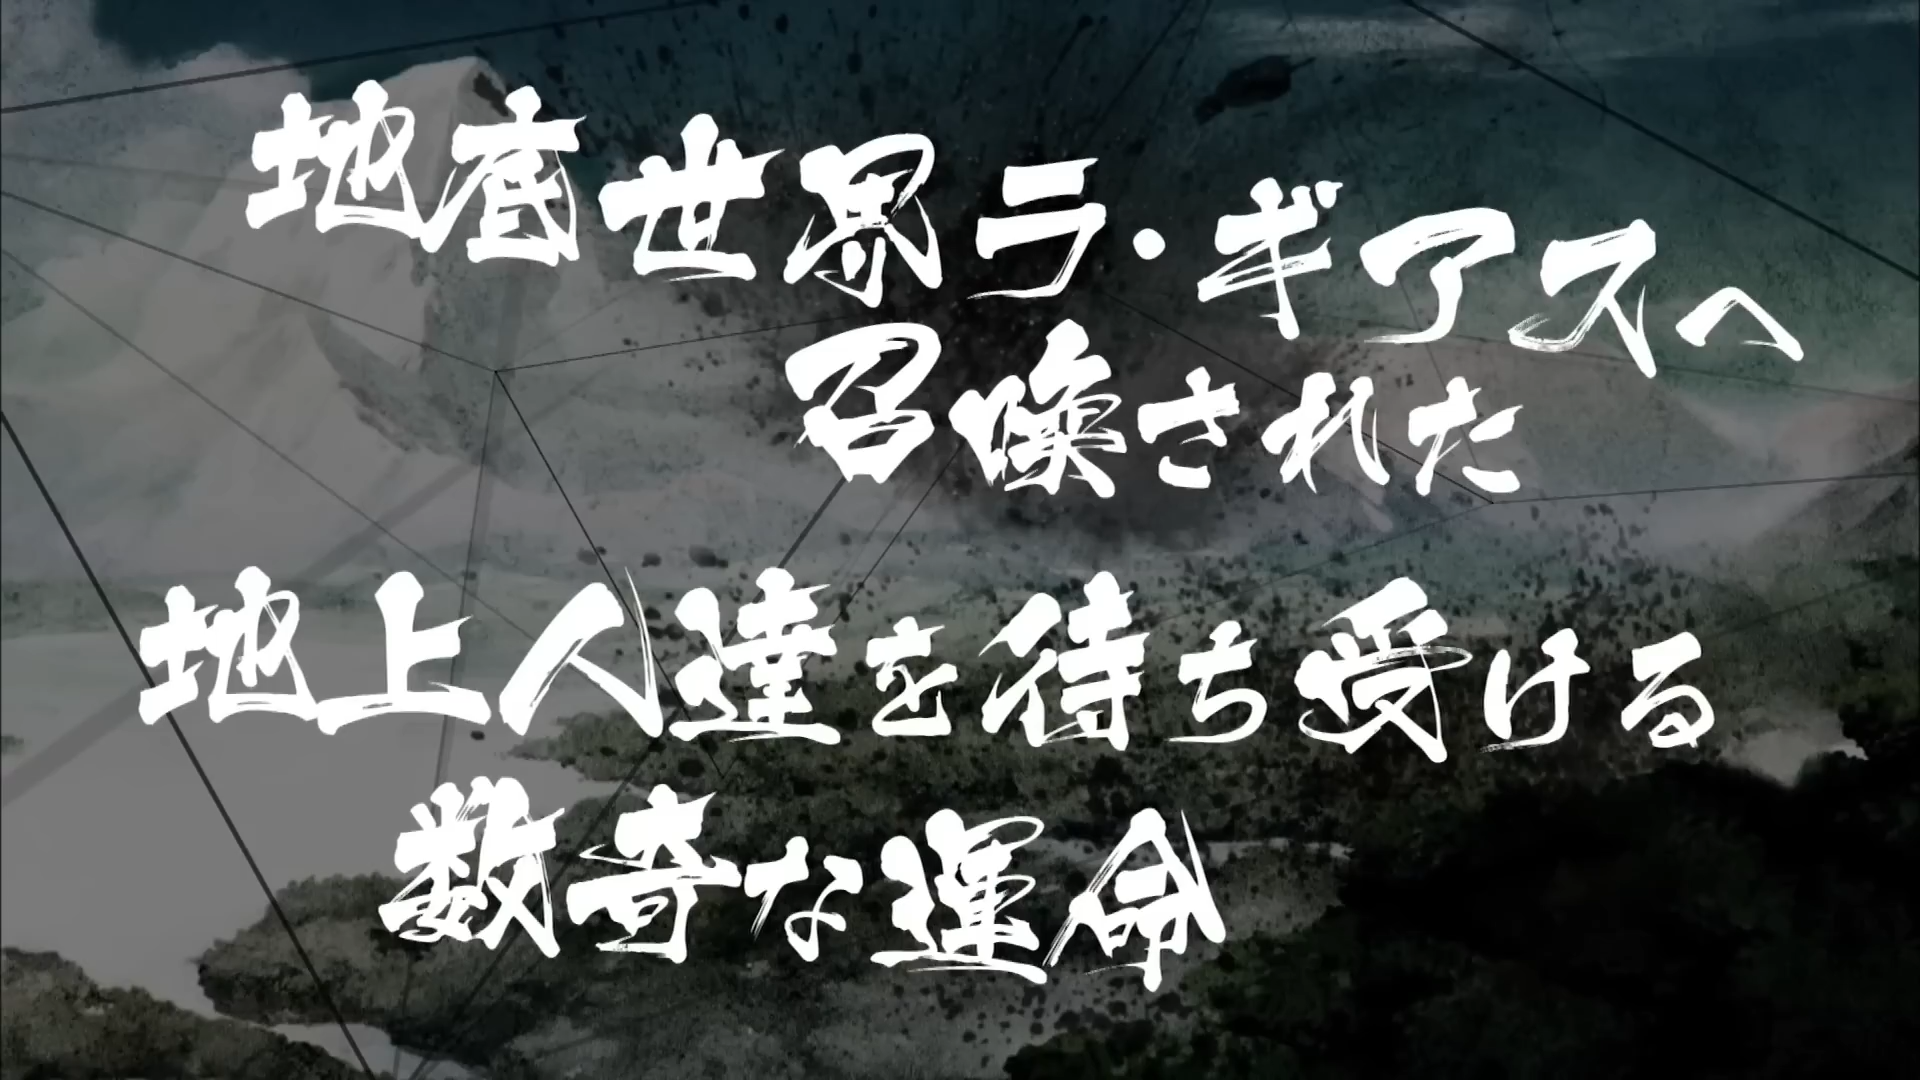 地底世界ラ・ギアスへ
召喚された
地上人達を待ち受ける
数奇な運命